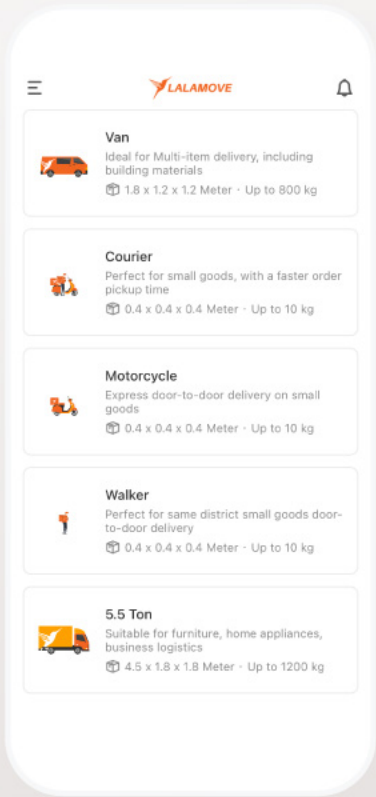 LALAMOVE
Van
Ideal for Multi-item delivery, including
building materials
1.8 x 1.2 x 1.2 Meter · Up to 800 kg
Courier
Perfect for small goods, with a faster order
pickup time
0.4 x 0.4 x 0.4 Meter · Up to 10 kg
Motorcycle
Express door-to-door delivery on small
goods
0.4 x 0.4 x 0.4 Meter · Up to 10 kg
Walker
Perfect for same district small goods door-
to-door delivery
0.4 x 0.4 x 0.4 Meter · Up to 10 kg
5.5 Ton
Suitable for furniture, home appliances,
business logistics
4.5 x 1.8 x 1.8 Meter · Up to 1200 kg